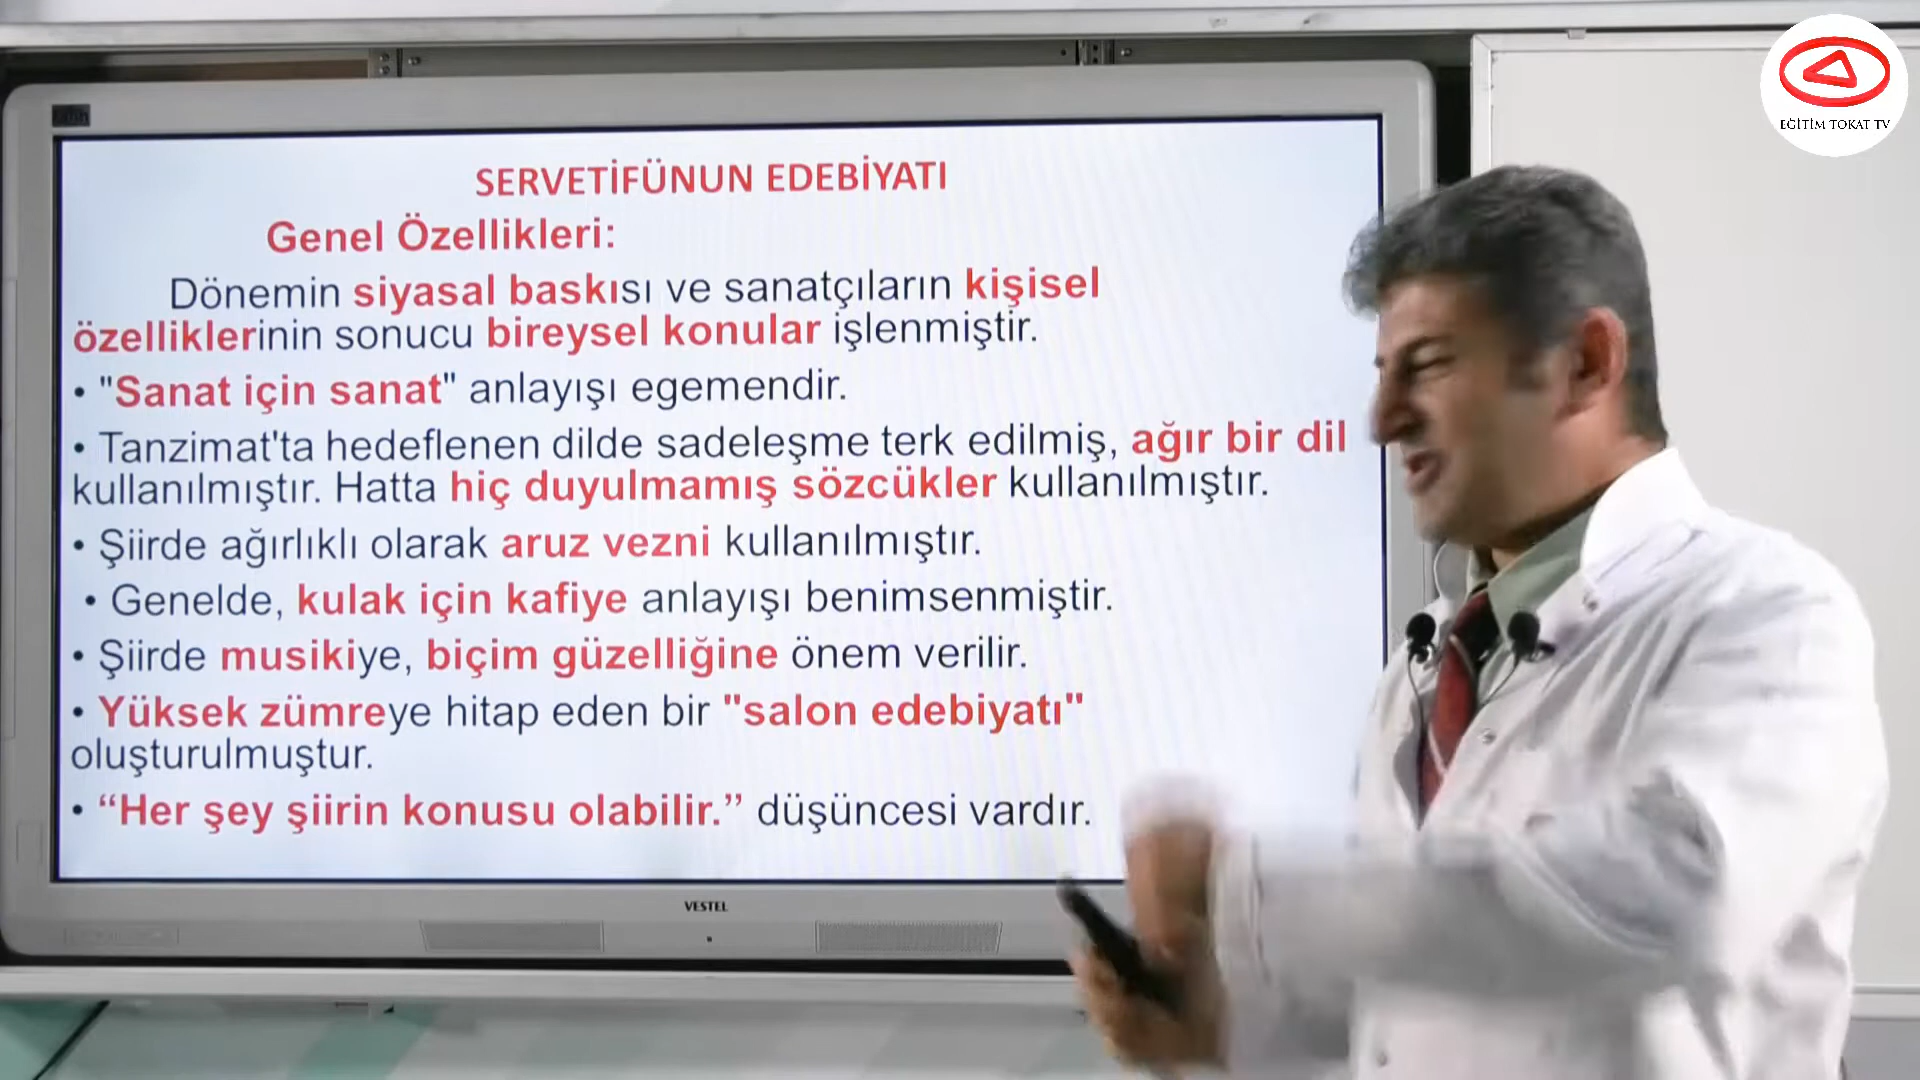 EĞİTİM TOKAT TV
SERVETİFÜNUN EDEBİYATI
Genel Özellikleri:
Dönemin siyasal baskısı ve sanatçıların kişisel
özelliklerinin sonucu bireysel konular işlenmiştir.
• "Sanat için sanat" anlayışı egemendir.
• Tanzimat'ta hedeflenen dilde sadeleşme terk edilmiş, ağır bir dil
kullanılmıştır. Hatta hiç duyulmamış sözcükler kullanılmıştır.
• Şiirde ağırlıklı olarak aruz vezni kullanılmıştır.
• Genelde, kulak için kafiye anlayışı benimsenmiştir.
• Şiirde musikiye, biçim güzelliğine önem verilir.
• Yüksek zümreye hitap eden bir "salon edebiyatı"
oluşturulmuştur.
• “Her şey şiirin konusu olabilir.” düşüncesi vardır.
VESTEL